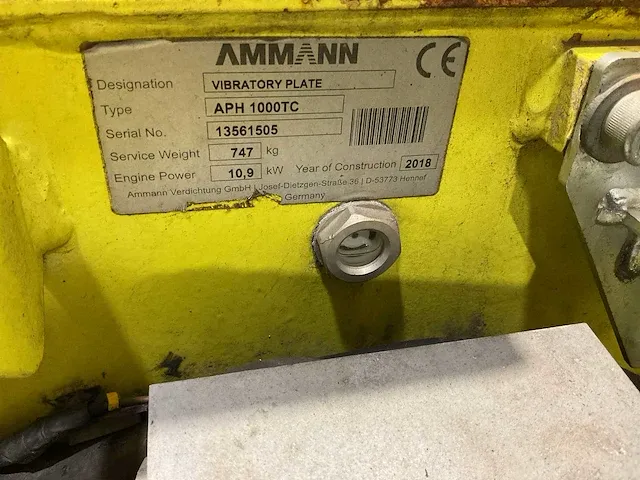 AMMANN CE
Designation VIBRATORY PLATE
Type APH 1000TC
Serial No. 13561505
Service Weight 747 kg
Engine Power 10,9 kW Year of Construction 2018
Ammann Verdichtung GmbH | Josef-Dietzgen-Straße 36 | D-53773 Hennef
Germany